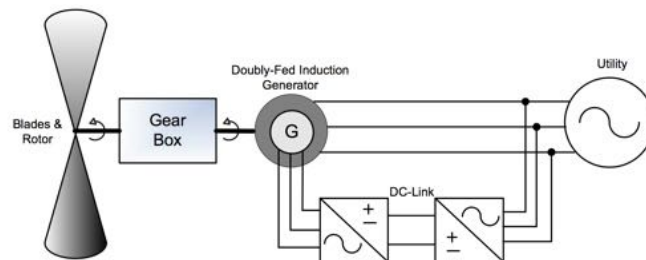 Utility
Doubly-Fed Induction
Generator
Blades &
Rotor
Gear
Box
G
DC-Link
+
−
+
−